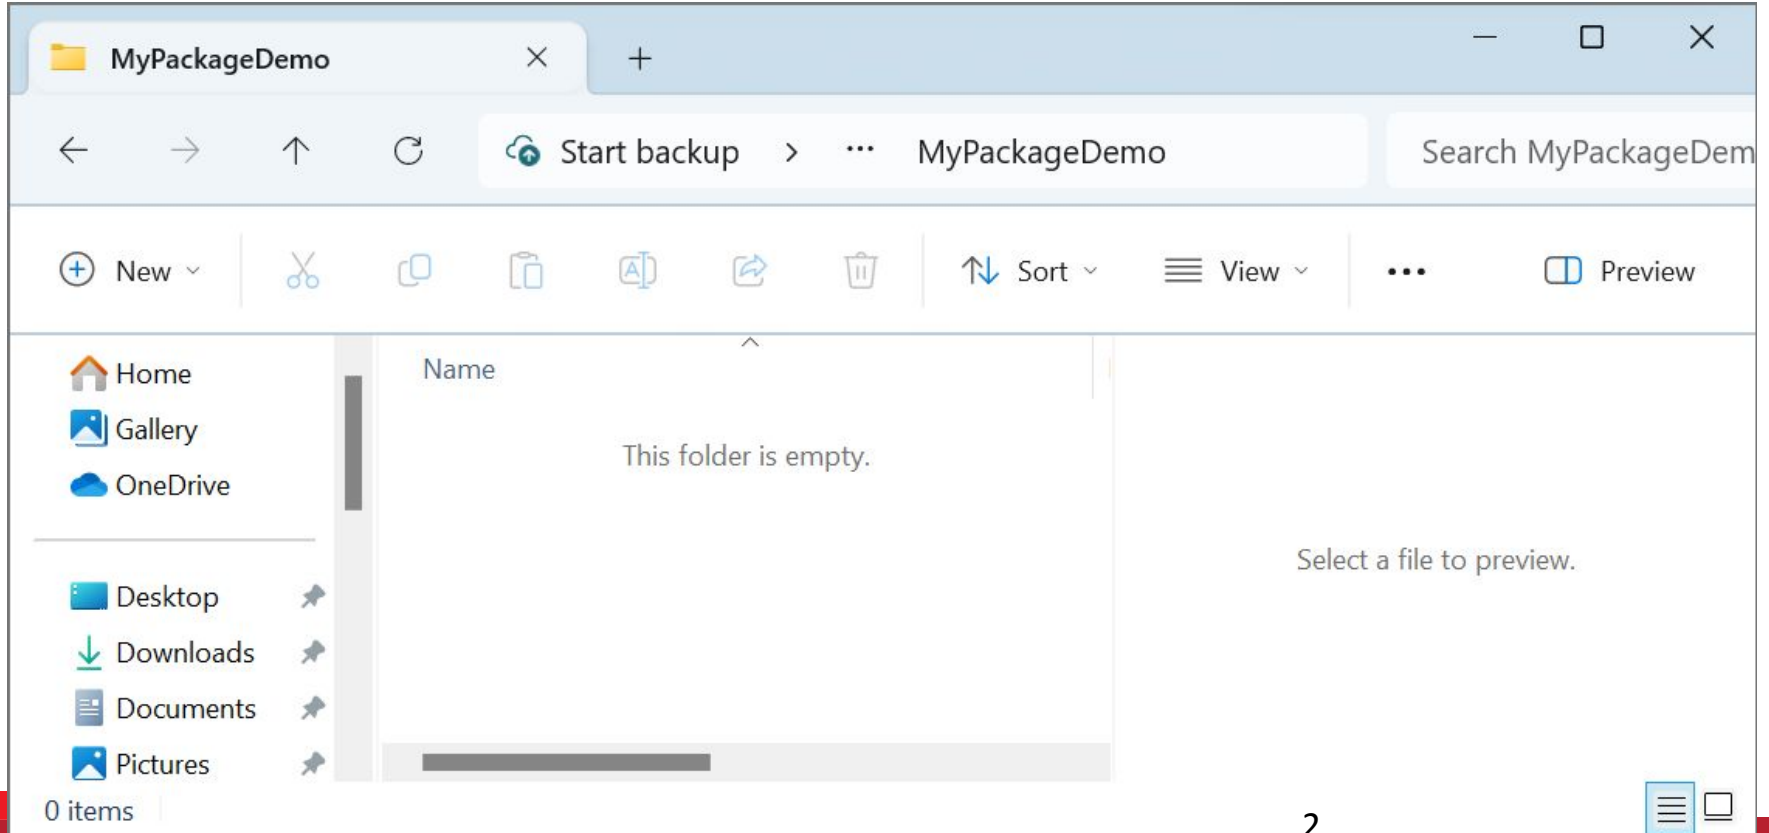 MyPackageDemo
Start backup > ... MyPackageDemo
Search MyPackageDem
New
Sort
View
Preview
Home
Gallery
OneDrive
Desktop
Downloads
Documents
Pictures
Name
This folder is empty.
Select a file to preview.
0 items
2